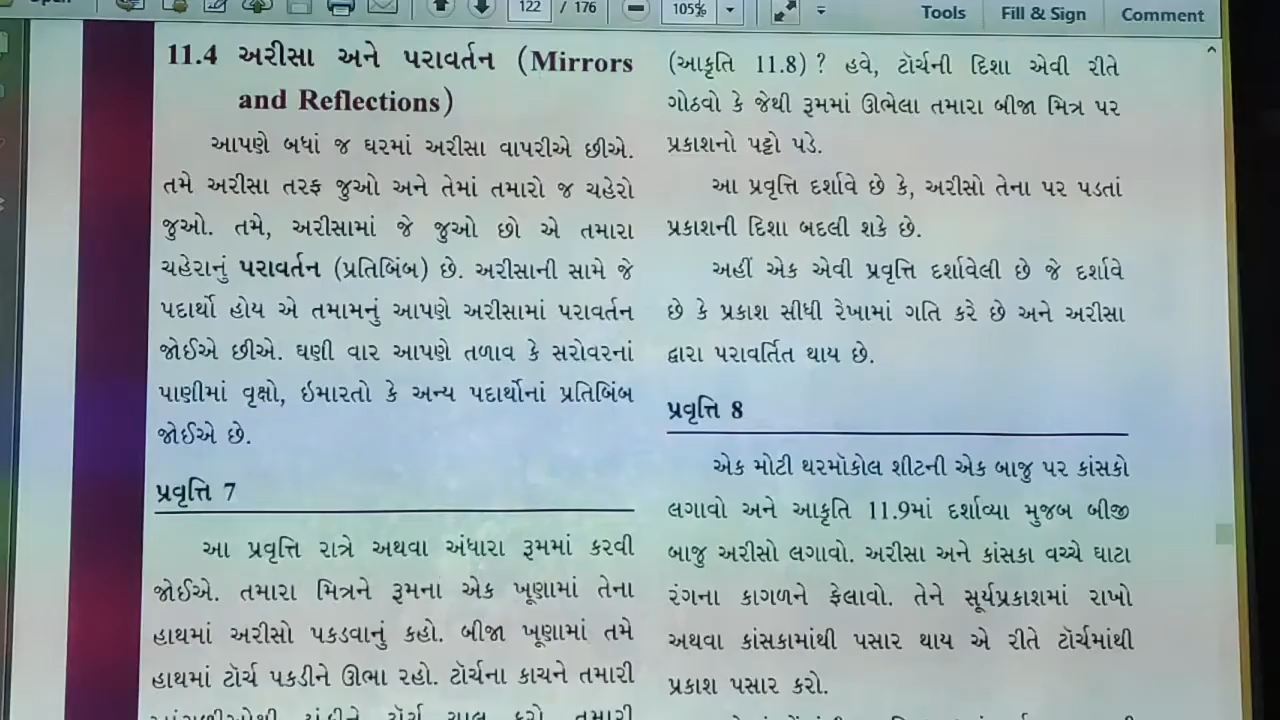 122 / 176
105%
Tools
Fill & Sign
Comment
11.4 અરીસા અને પરાવર્તન (Mirrors
and Reflections)
આપણે બધાં જ ઘરમાં અરીસા વાપરીએ છીએ.
તમે અરીસા તરફ જુઓ અને તેમાં તમારો જ ચહેરો
જુઓ. તમે, અરીસામાં જે જુઓ છો એ તમારા
ચહેરાનું પરાવર્તન (પ્રતિબિંબ) છે. અરીસાની સામે જે
પદાર્થો હોય એ તમામનું આપણે અરીસામાં પરાવર્તન
જોઈએ છીએ. ઘણી વાર આપણે તળાવ કે સરોવરનાં
પાણીમાં વૃક્ષો, ઇમારતો કે અન્ય પદાર્થોનાં પ્રતિબિંબ
જોઈએ છે.
પ્રવૃત્તિ 7
આ પ્રવૃત્તિ રાત્રે અથવા અંધારા રૂમમાં કરવી
જોઈએ. તમારા મિત્રને રૂમના એક ખૂણામાં તેના
હાથમાં અરીસો પકડવાનું કહો. બીજા ખૂણામાં તમે
હાથમાં ટૉર્ચ પકડીને ઊભા રહો. ટૉર્ચના કાચને તમારી
(આકૃતિ 11.8) ? હવે, ટૉર્ચની દિશા એવી રીતે
ગોઠવો કે જેથી રૂમમાં ઊભેલા તમારા બીજા મિત્ર પર
પ્રકાશનો પટ્ટો પડે.
આ પ્રવૃત્તિ દર્શાવે છે કે, અરીસો તેના પર પડતાં
પ્રકાશની દિશા બદલી શકે છે.
અહીં એક એવી પ્રવૃત્તિ દર્શાવેલી છે જે દર્શાવે
છે કે પ્રકાશ સીધી રેખામાં ગતિ કરે છે અને અરીસા
દ્વારા પરાવર્તિત થાય છે.
પ્રવૃત્તિ 8
એક મોટી થરમૉકોલ શીટની એક બાજુ પર કાંસકો
લગાવો અને આકૃતિ 11.9માં દર્શાવ્યા મુજબ બીજી
બાજુ અરીસો લગાવો. અરીસા અને કાંસકા વચ્ચે ઘાટા
રંગના કાગળને ફેલાવો. તેને સૂર્યપ્રકાશમાં રાખો
અથવા કાંસકામાંથી પસાર થાય એ રીતે ટૉર્ચમાંથી
પ્રકાશ પસાર કરો.